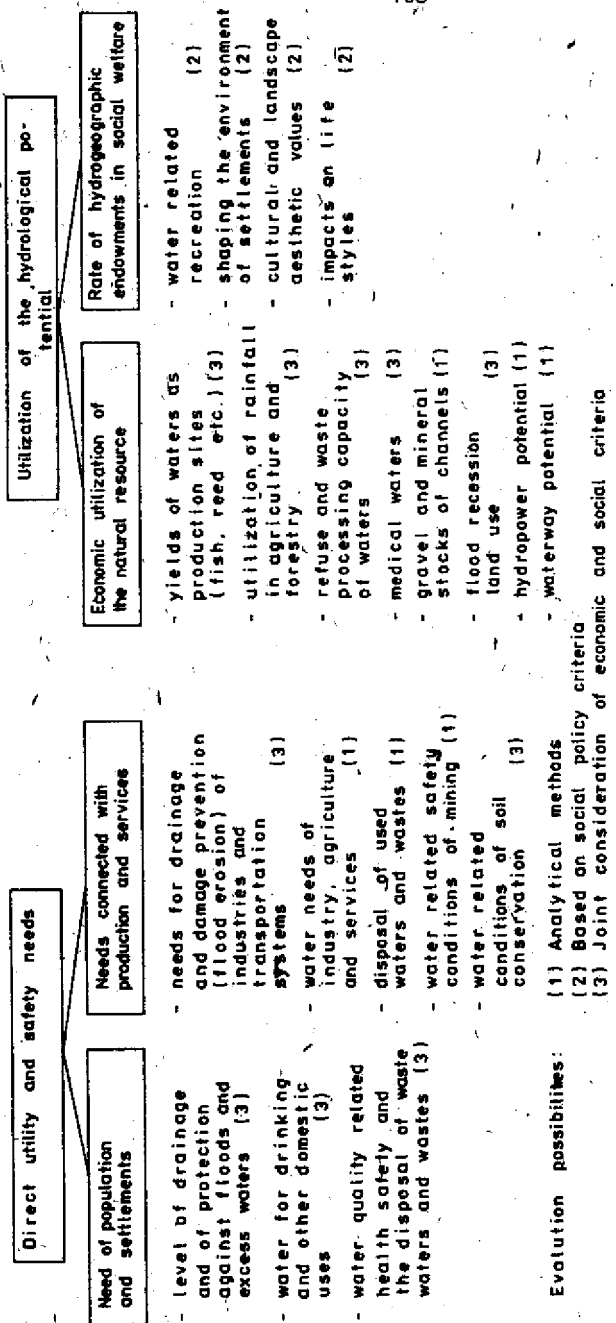 Direct utility and safety needs
Need of population
and settlements
- level of drainage
and of protection
against floods and
excess waters (3)
- water for drinking-
and other domestic
uses (3)
- water quality related
health safety and
the disposal of waste
waters and wastes (3)
Needs connected with
production and services
- needs for drainage
and damage prevention
(flood erosion) of
industries and
transportation
systems (3)
- water needs of
industry, agriculture
and services (1)
- disposal of used
waters and wastes (1)
- water related safety
conditions of mining (1)
- water related
conditions of soil
conservation (3)
Utilization of the hydrological po-
tential
Economic utilization of
the natural resource
- yields of waters as
production sites
(fish, reed etc.) (3)
- utilization of rainfall
in agriculture and
forestry (3)
- refuse and waste
processing capacity
of waters (3)
- medical waters (3)
- gravel and mineral
stocks of channels (1)
- flood recession
land use (3)
- hydropower potential (1)
- waterway potential (1)
Rate of hydrogeographic
endowments in social welfare
- water related
recreation (2)
- shaping the environment
of settlements (2)
- cultural and landscape
aesthetic values (2)
- impacts on life
styles (2)
Evalution possibilities:
(1) Analytical methods
(2) Based on social policy criteria
(3) Joint consideration of economic and social criteria